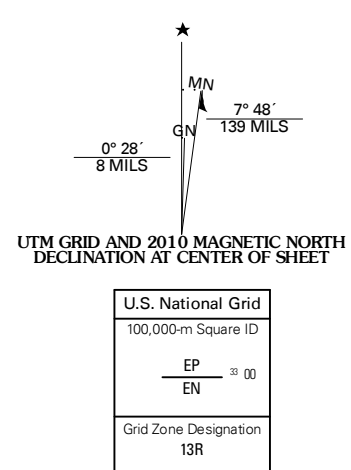 ★
MN
7° 48´
139 MILS
GN
0° 28´
8 MILS
UTM GRID AND 2010 MAGNETIC NORTH
DECLINATION AT CENTER OF SHEET
U.S. National Grid
100,000-m Square ID
EP
33 00
EN
Grid Zone Designation
13R